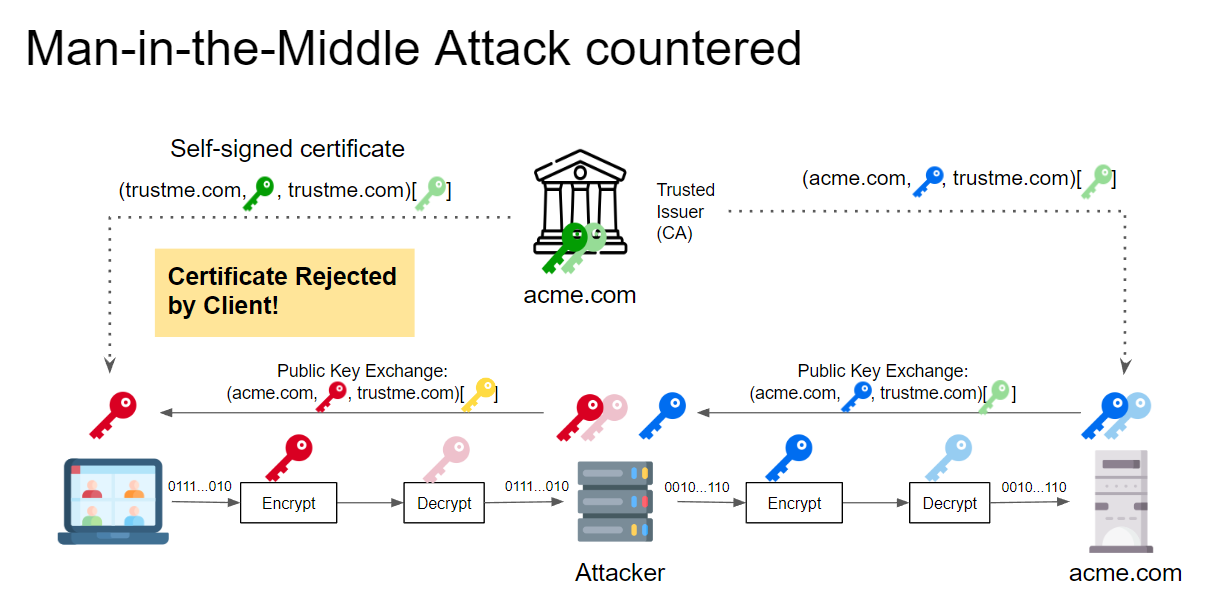 Man-in-the-Middle Attack countered
Self-signed certificate
(trustme.com, , trustme.com)[ ]
(acme.com, , trustme.com)[ ]
Trusted
Issuer
(CA)
Certificate Rejected
by Client!
acme.com
Public Key Exchange:
(acme.com, , trustme.com)[ ]
Public Key Exchange:
(acme.com, , trustme.com)[ ]
0111...010
Encrypt
Decrypt
0111...010
0010...110
Encrypt
Decrypt
0010...110
Attacker
acme.com